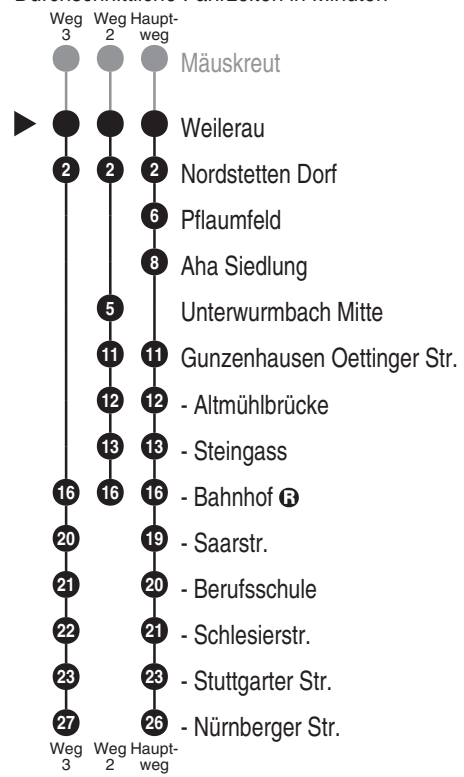 Durchschnittliche Fahrzeiten in Minuten
Weg 3 Weg 2 Haupt-weg
Mäuskreut
Weilerau
2 2 2 Nordstetten Dorf
6 Pflaumfeld
8 Aha Siedlung
5 Unterwurmbach Mitte
11 11 Gunzenhausen Oettinger Str.
12 12 - Altmühlbrücke
13 13 - Steingass
16 16 16 - Bahnhof R
20 19 - Saarstr.
21 20 - Berufsschule
22 21 - Schlesierstr.
23 23 - Stuttgarter Str.
27 26 - Nürnberger Str.
Weg 3 Weg 2 Haupt-weg